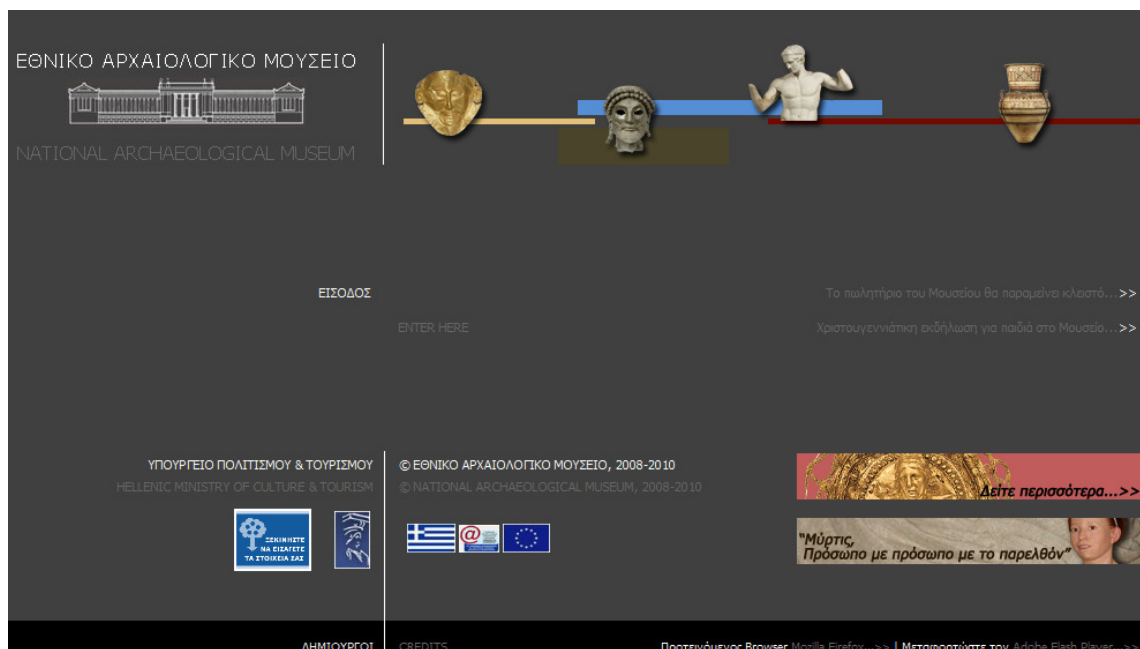 ΕΘΝΙΚΟ ΑΡΧΑΙΟΛΟΓΙΚΟ ΜΟΥΣΕΙΟ
NATIONAL ARCHAEOLOGICAL MUSEUM
ΕΙΣΟΔΟΣ
Το πωλητήριο του Μουσείου θα παραμείνει κλειστό...>>
ENTER HERE
Χριστουγεννιάτικη εκδήλωση για παιδιά στο Μουσείο...>>
ΥΠΟΥΡΓΕΙΟ ΠΟΛΙΤΙΣΜΟΥ & ΤΟΥΡΙΣΜΟΥ
HELLENIC MINISTRY OF CULTURE & TOURISM
© ΕΘΝΙΚΟ ΑΡΧΑΙΟΛΟΓΙΚΟ ΜΟΥΣΕΙΟ, 2008-2010
© NATIONAL ARCHAEOLOGICAL MUSEUM, 2008-2010
Δείτε περισσότερα...>>
ΞΕΚΙΝΗΣΤΕ
ΝΑ ΕΙΣΑΓΕΤΕ
ΤΑ ΣΤΟΙΧΕΙΑ ΣΑΣ
"Μύρτις,
Πρόσωπο με πρόσωπο με το παρελθόν"
ΔΗΜΙΟΥΡΓΟΙ
CREDITS
Προτεινόμενος Browser Mozilla Firefox...>> | Μεταφορτώστε τον Adobe Flash Player...>>